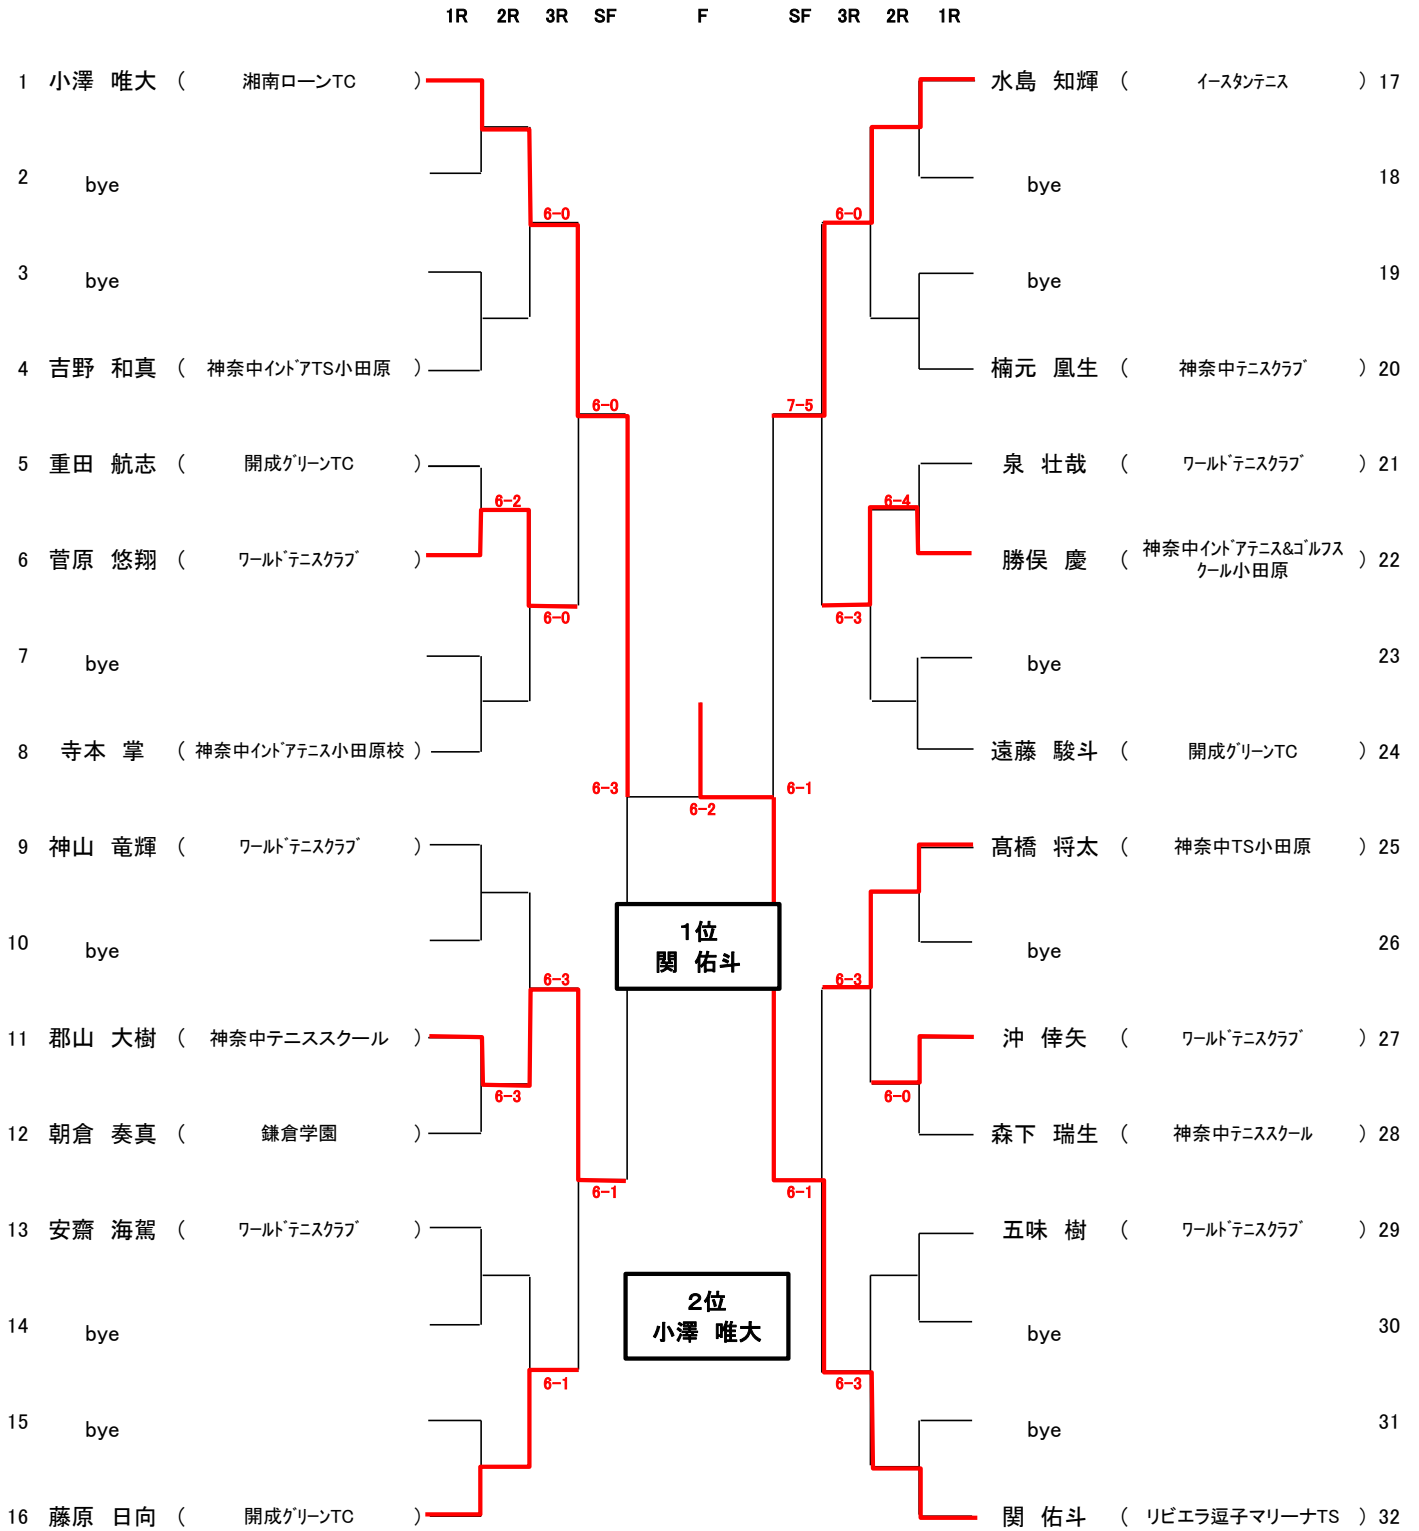 1R 2R 3R SF F SF 3R 2R 1R
1 小澤 唯大 ( 湘南ローンTC )
2 bye
3 bye
4 吉野 和真 ( 神奈中ｲﾝﾄﾞｱTS小田原 )
5 重田 航志 ( 開成ｸﾞﾘｰﾝTC )
6 菅原 悠翔 ( ﾜｰﾙﾄﾞﾃﾆｽｸﾗﾌﾞ )
7 bye
8 寺本 掌 ( 神奈中ｲﾝﾄﾞｱﾃﾆｽ小田原校 )
9 神山 竜輝 ( ﾜｰﾙﾄﾞﾃﾆｽｸﾗﾌﾞ )
10 bye
11 郡山 大樹 ( 神奈中テニススクール )
12 朝倉 奏真 ( 鎌倉学園 )
13 安齋 海駕 ( ﾜｰﾙﾄﾞﾃﾆｽｸﾗﾌﾞ )
14 bye
15 bye
16 藤原 日向 ( 開成ｸﾞﾘｰﾝTC )
6-0
6-0
6-2
6-0
6-3
6-3
6-3
6-1
6-1
6-2
1位
関 佑斗
2位
小澤 唯大
6-0
7-5
6-4
6-3
6-1
6-3
6-0
6-1
6-3
水島 知輝 ( ｲｰｽﾀﾝﾃﾆｽ ) 17
bye 18
bye 19
楠元 凰生 ( 神奈中ﾃﾆｽｸﾗﾌﾞ ) 20
泉 壮哉 ( ﾜｰﾙﾄﾞﾃﾆｽｸﾗﾌﾞ ) 21
勝俣 慶 ( 神奈中ｲﾝﾄﾞｱﾃﾆｽ&ｺﾞﾙﾌｽ
ｸｰﾙ小田原 ) 22
bye 23
遠藤 駿斗 ( 開成ｸﾞﾘｰﾝTC ) 24
髙橋 将太 ( 神奈中TS小田原 ) 25
bye 26
沖 倖矢 ( ﾜｰﾙﾄﾞﾃﾆｽｸﾗﾌﾞ ) 27
森下 瑞生 ( 神奈中ﾃﾆｽｽｸｰﾙ ) 28
五味 樹 ( ﾜｰﾙﾄﾞﾃﾆｽｸﾗﾌﾞ ) 29
bye 30
bye 31
関 佑斗 ( リビエラ逗子マリーナTS ) 32